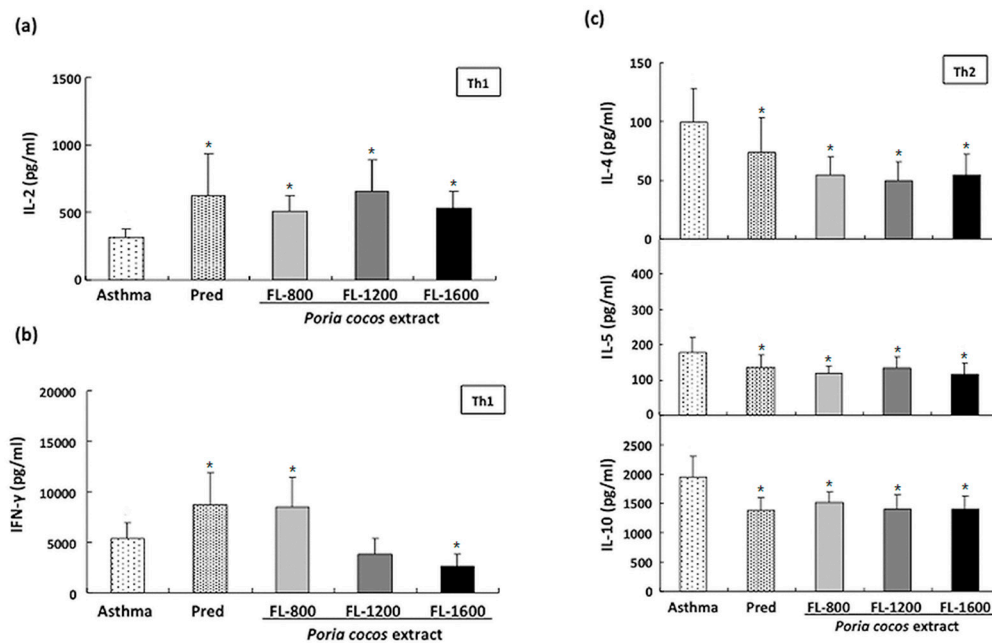 (a)
Th1
IL-2 (pg/ml)
1500
1000
500
0
* * * *
Asthma Pred FL-800 FL-1200 FL-1600
Poria cocos extract
(b)
Th1
IFN-γ (pg/ml)
20000
15000
10000
5000
0
* * *
Asthma Pred FL-800 FL-1200 FL-1600
Poria cocos extract
(c)
Th2
IL-4 (pg/ml)
150
100
50
0
* * * *
IL-5 (pg/ml)
400
300
200
100
0
* * * *
IL-10 (pg/ml)
2000
2500
1500
1000
500
0
* * * *
Asthma Pred FL-800 FL-1200 FL-1600
Poria cocos extract